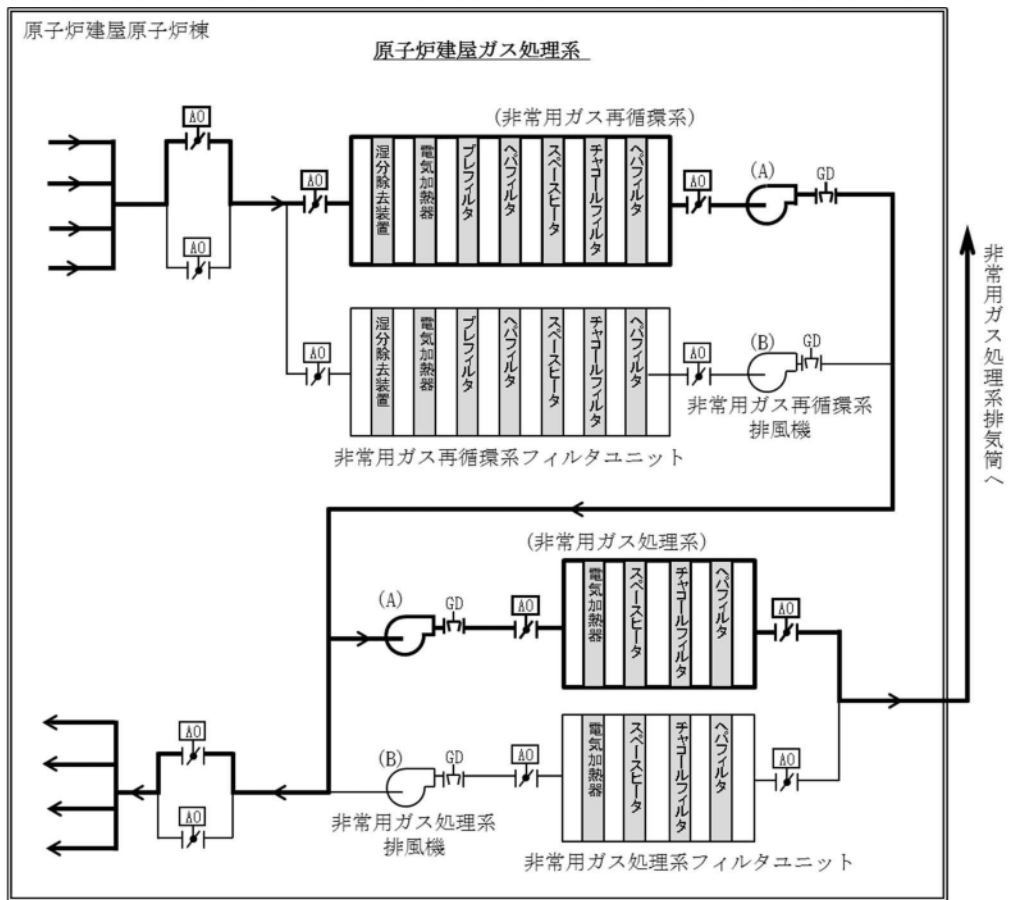 原子炉建屋原子炉棟
原子炉建屋ガス処理系
(非常用ガス再循環系)
AO
AO
AO
湿分除去装置
電気加熱器
プレフィルタ
ヘパフィルタ
スペースヒータ
チャコールフィルタ
ヘパフィルタ
AO
(A)
GD
AO
湿分除去装置
電気加熱器
プレフィルタ
ヘパフィルタ
スペースヒータ
チャコールフィルタ
ヘパフィルタ
AO
(B)
GD
非常用ガス再循環系
排風機
非常用ガス再循環系フィルタユニット
非常用ガス処理系排気筒へ
(非常用ガス処理系)
(A)
GD
AO
電気加熱器
スペースヒータ
チャコールフィルタ
ヘパフィルタ
AO
AO
AO
(B)
GD
AO
電気加熱器
スペースヒータ
チャコールフィルタ
ヘパフィルタ
AO
非常用ガス処理系
排風機
非常用ガス処理系フィルタユニット